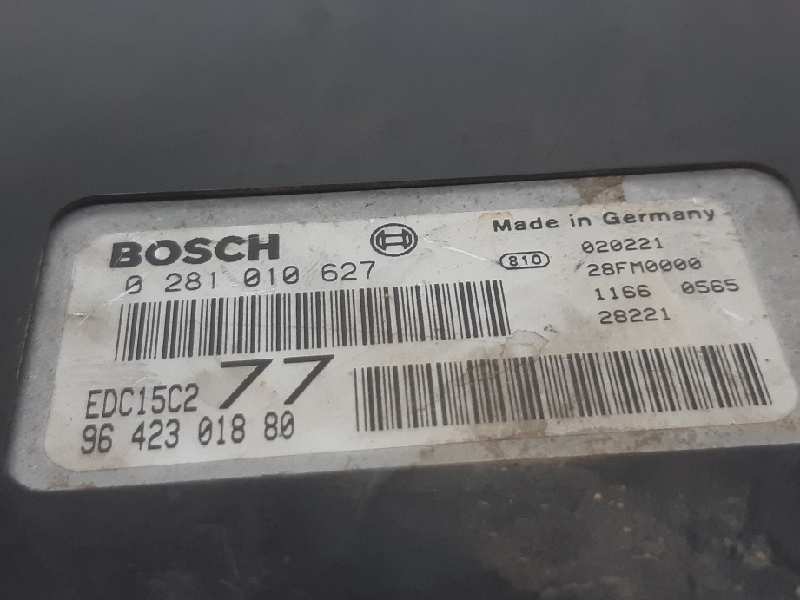 BOSCH
0 281 010 627
Made in Germany
810
020221
28FM0000
1166 0565
28221
EDC15C2 77
96 423 018 80